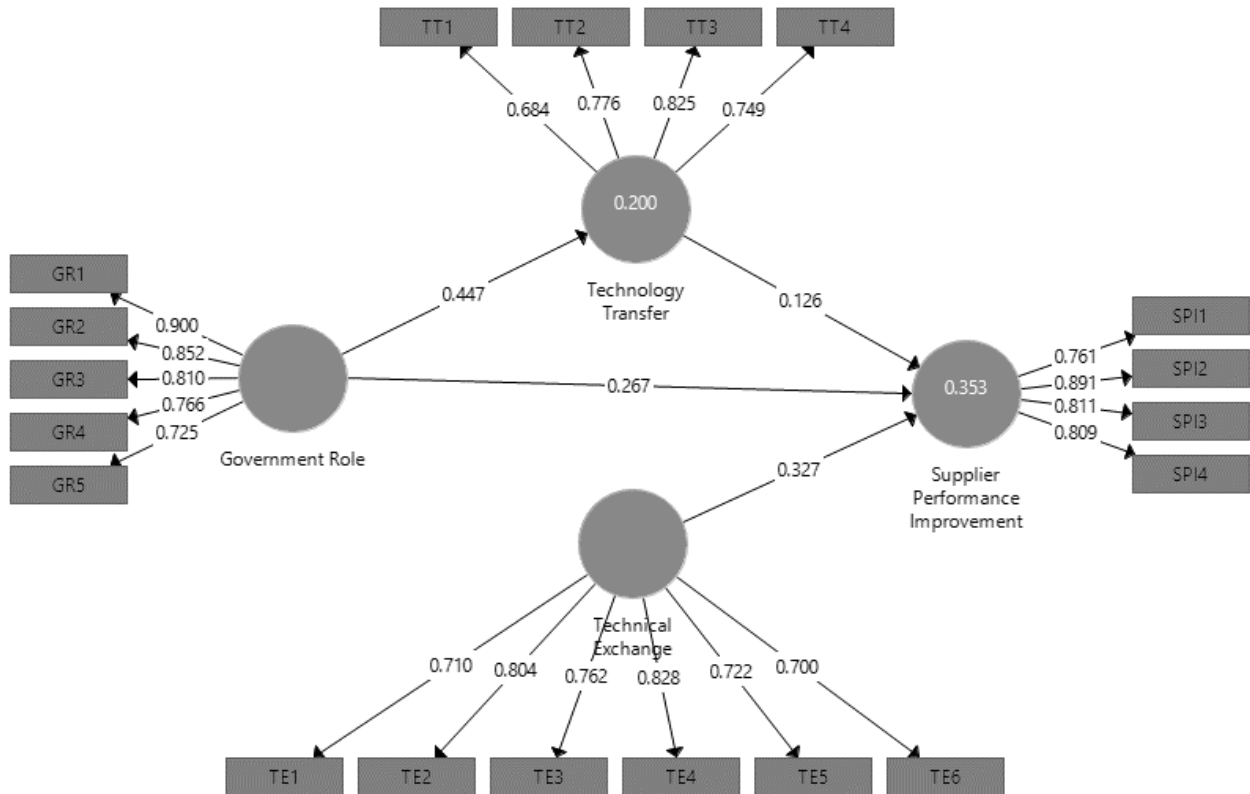 TT1 TT2 TT3 TT4
0.684 0.776 0.825 0.749
0.200
Technology
Transfer
GR1
GR2
GR3
GR4
GR5
0.900
0.852
0.810
0.766
0.725
Government Role
0.447
0.126
0.267
0.327
0.353
Supplier
Performance
Improvement
0.761
0.891
0.811
0.809
SPI1
SPI2
SPI3
SPI4
Technical
Exchange
0.710 0.804 0.762 0.828 0.722 0.700
TE1 TE2 TE3 TE4 TE5 TE6